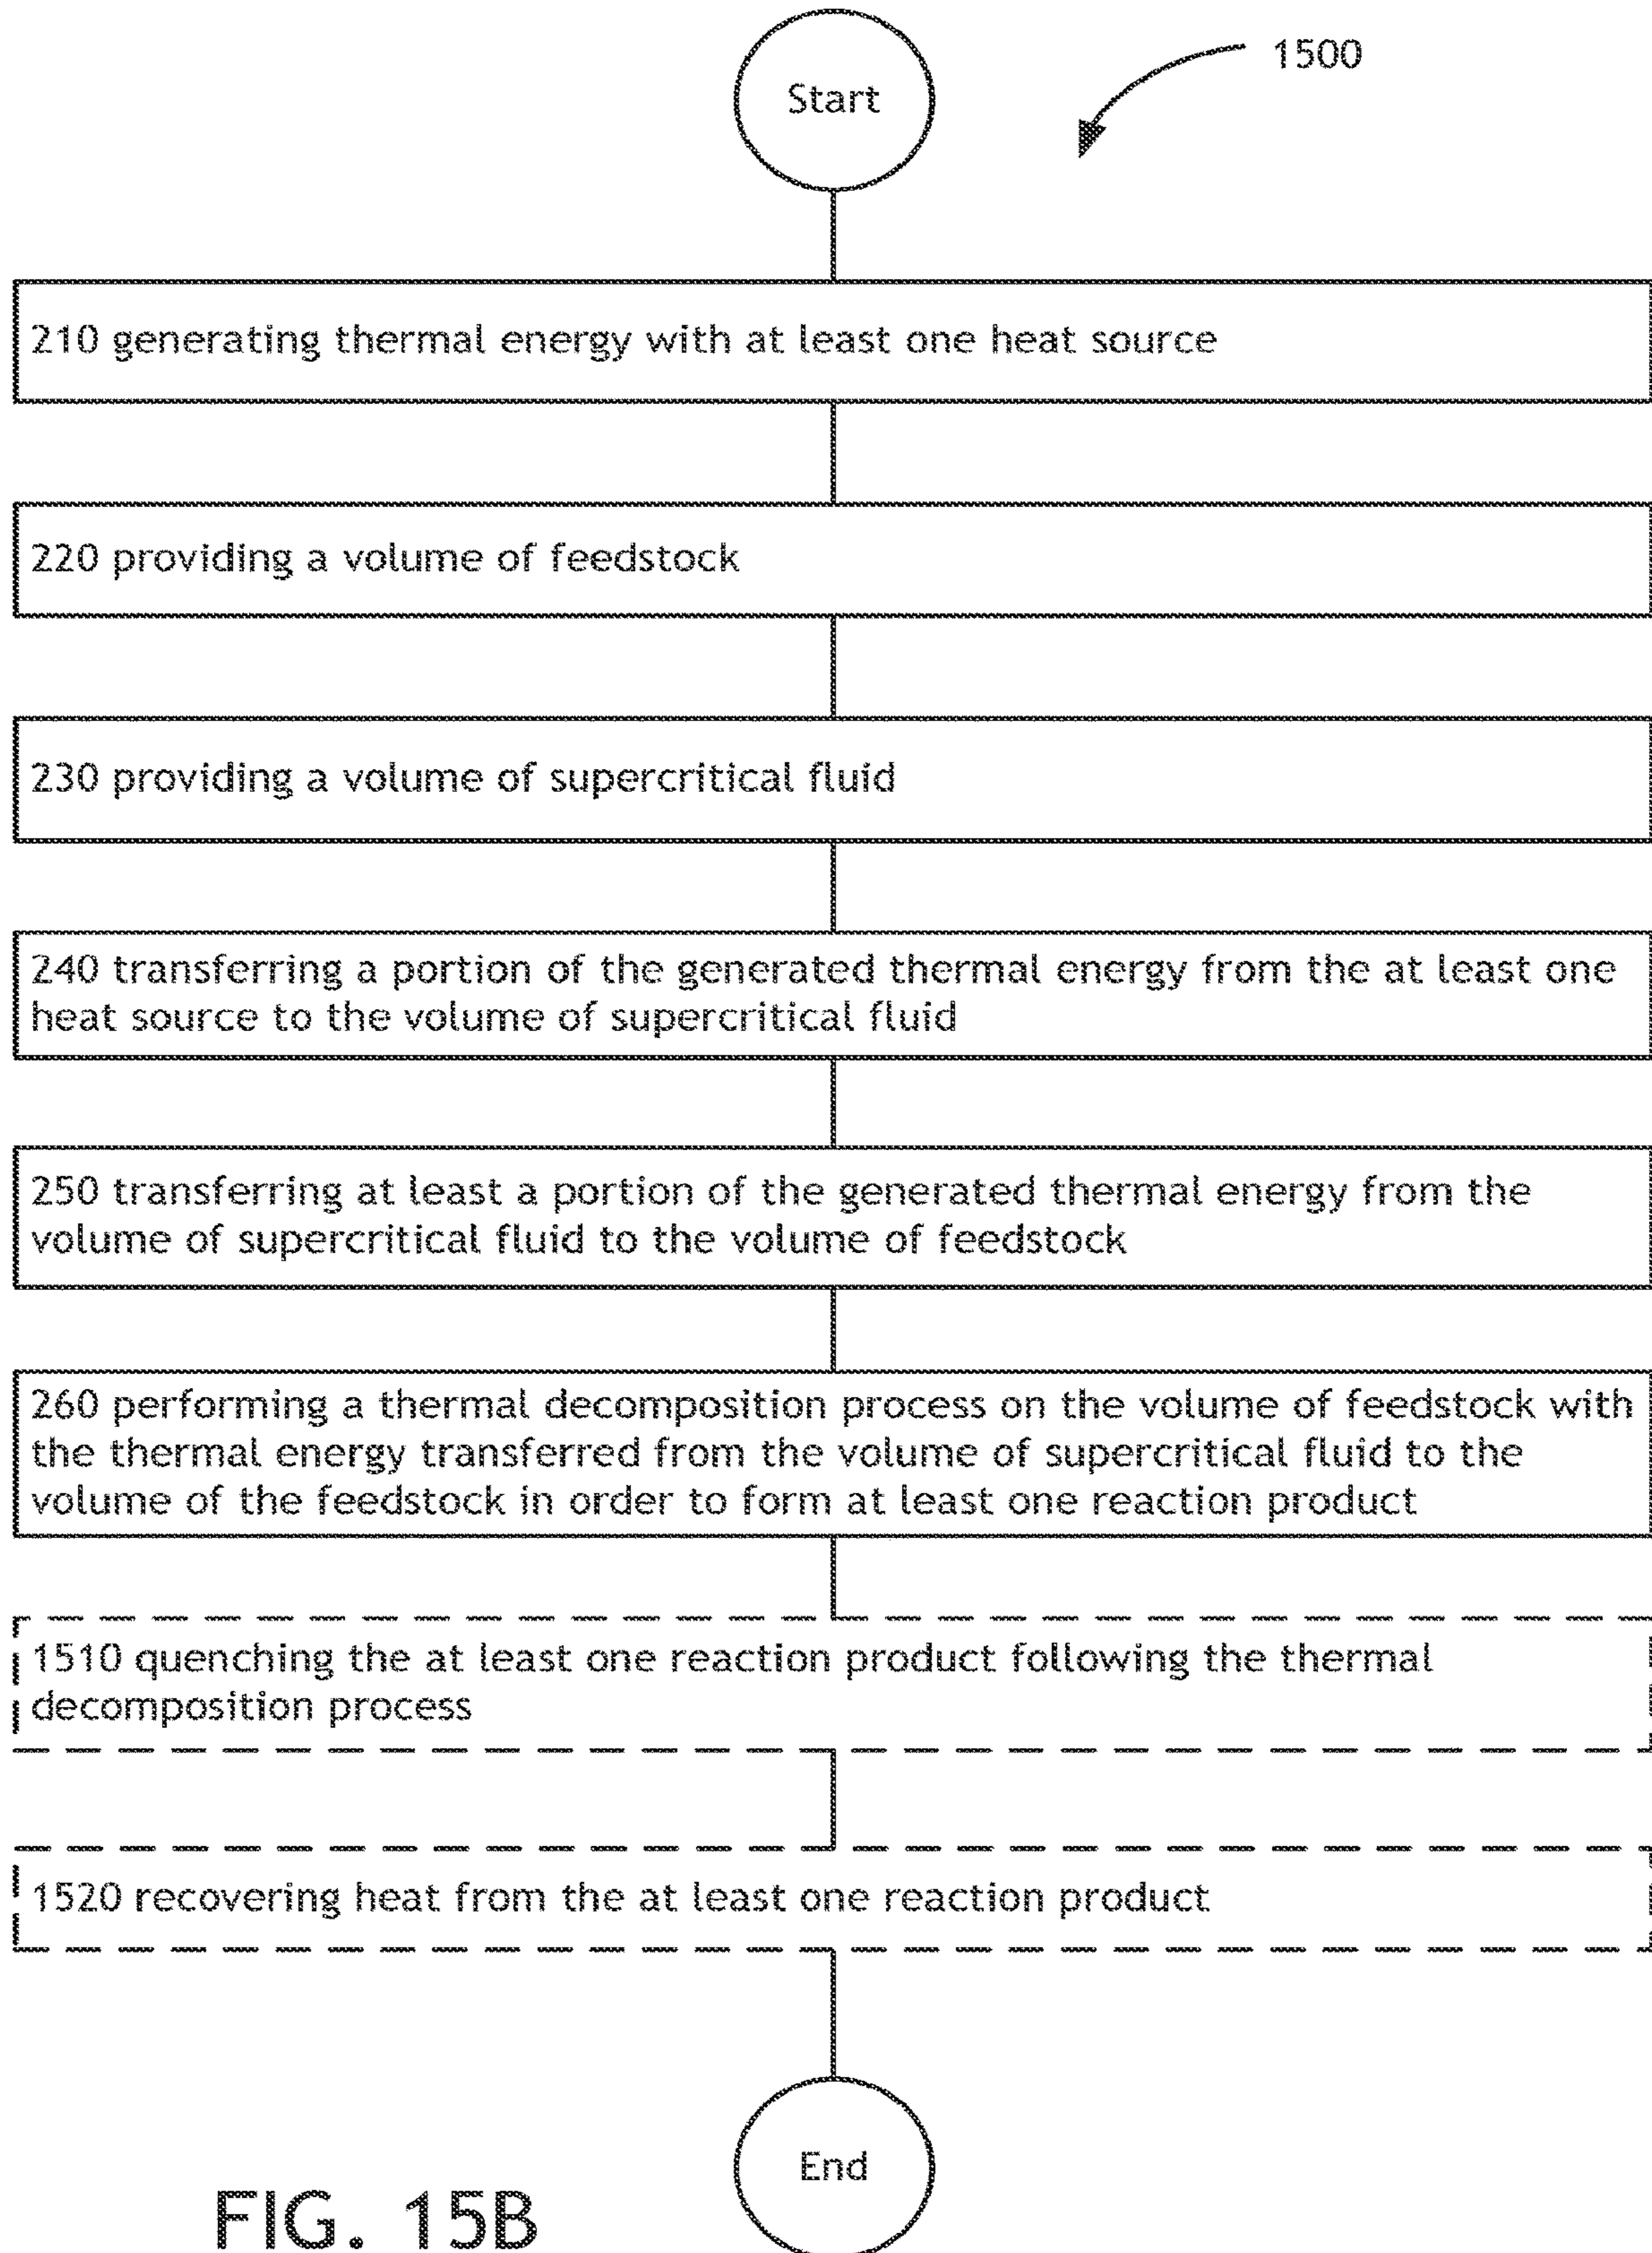 1500
Start
210 generating thermal energy with at least one heat source
220 providing a volume of feedstock
230 providing a volume of supercritical fluid
240 transferring a portion of the generated thermal energy from the at least one
heat source to the volume of supercritical fluid
250 transferring at least a portion of the generated thermal energy from the
volume of supercritical fluid to the volume of feedstock
260 performing a thermal decomposition process on the volume of feedstock with
the thermal energy transferred from the volume of supercritical fluid to the
volume of the feedstock in order to form at least one reaction product
1510 quenching the at least one reaction product following the thermal
decomposition process
1520 recovering heat from the at least one reaction product
End
FIG. 15B